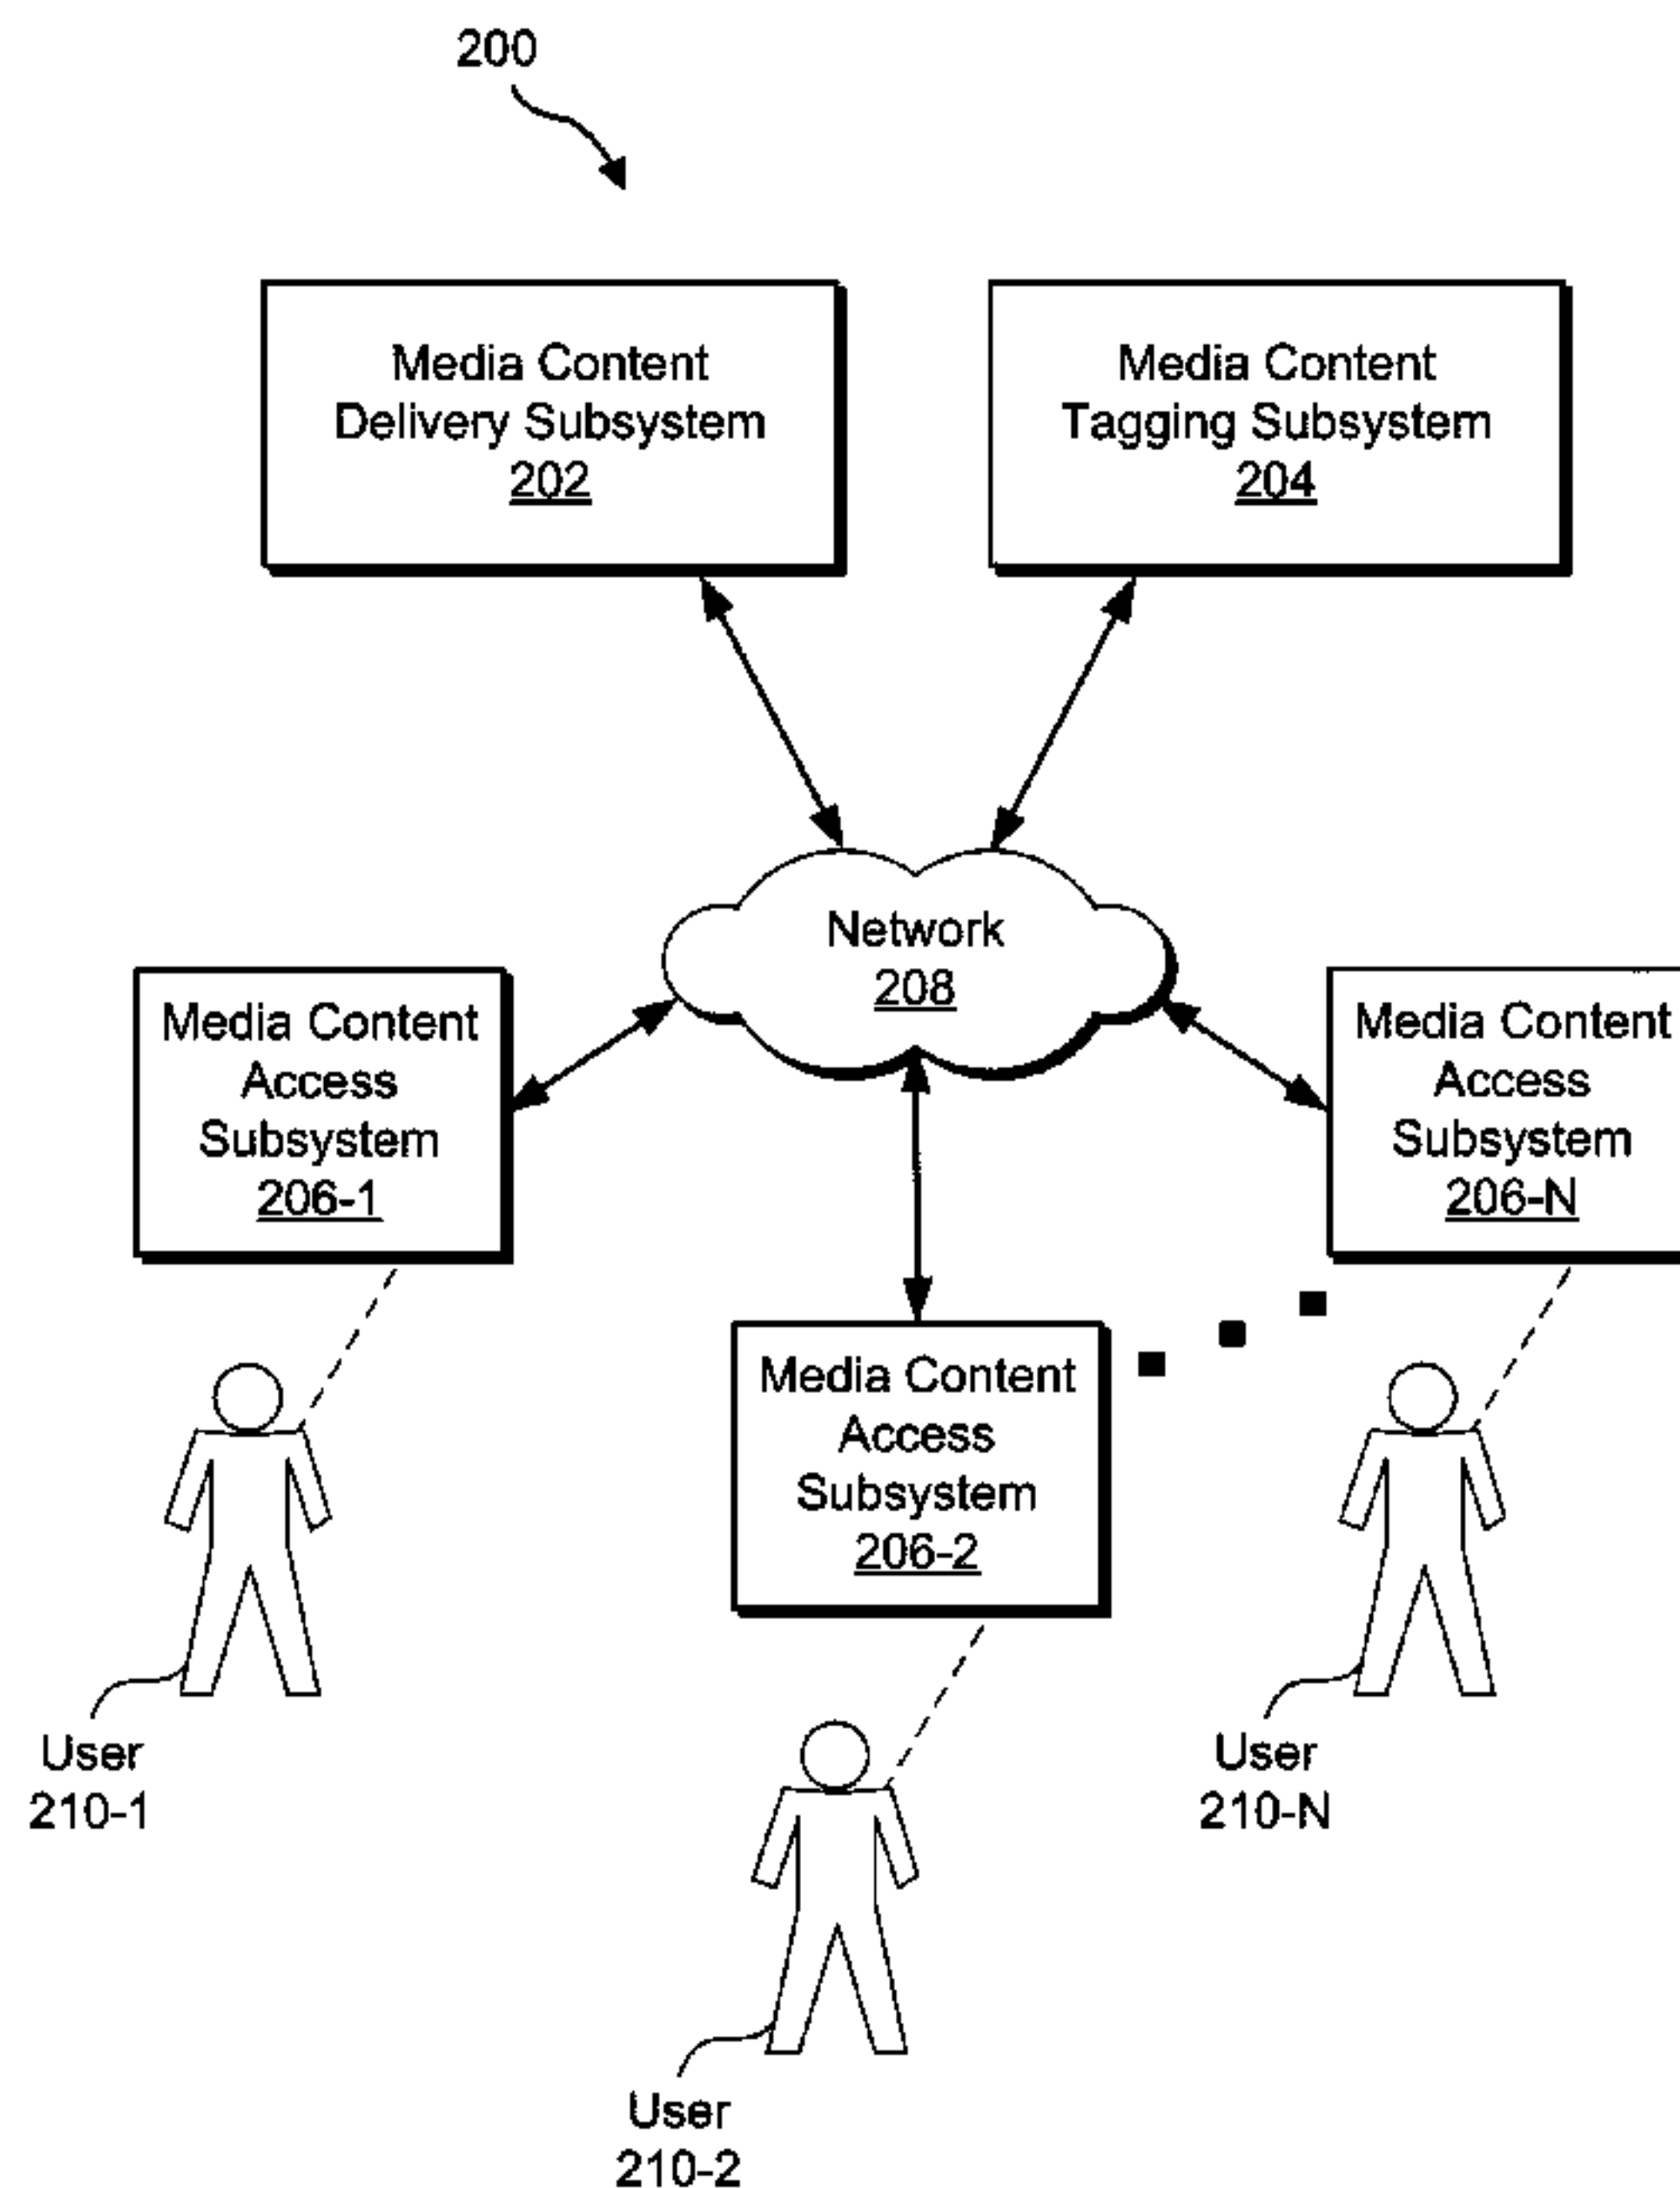 200
Media Content
Delivery Subsystem
202
Media Content
Tagging Subsystem
204
Network
208
Media Content
Access
Subsystem
206-1
Media Content
Access
Subsystem
206-N
Media Content
Access
Subsystem
206-2
User
210-1
User
210-N
User
210-2